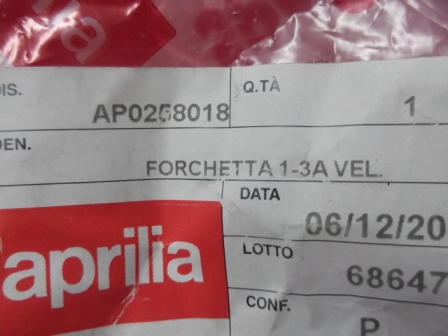 DIS.
AP0258018
Q.TÀ
1
DEN.
FORCHETTA 1-3A VEL.
DATA
06/12/20
aprilia
LOTTO
68647
CONF.
P